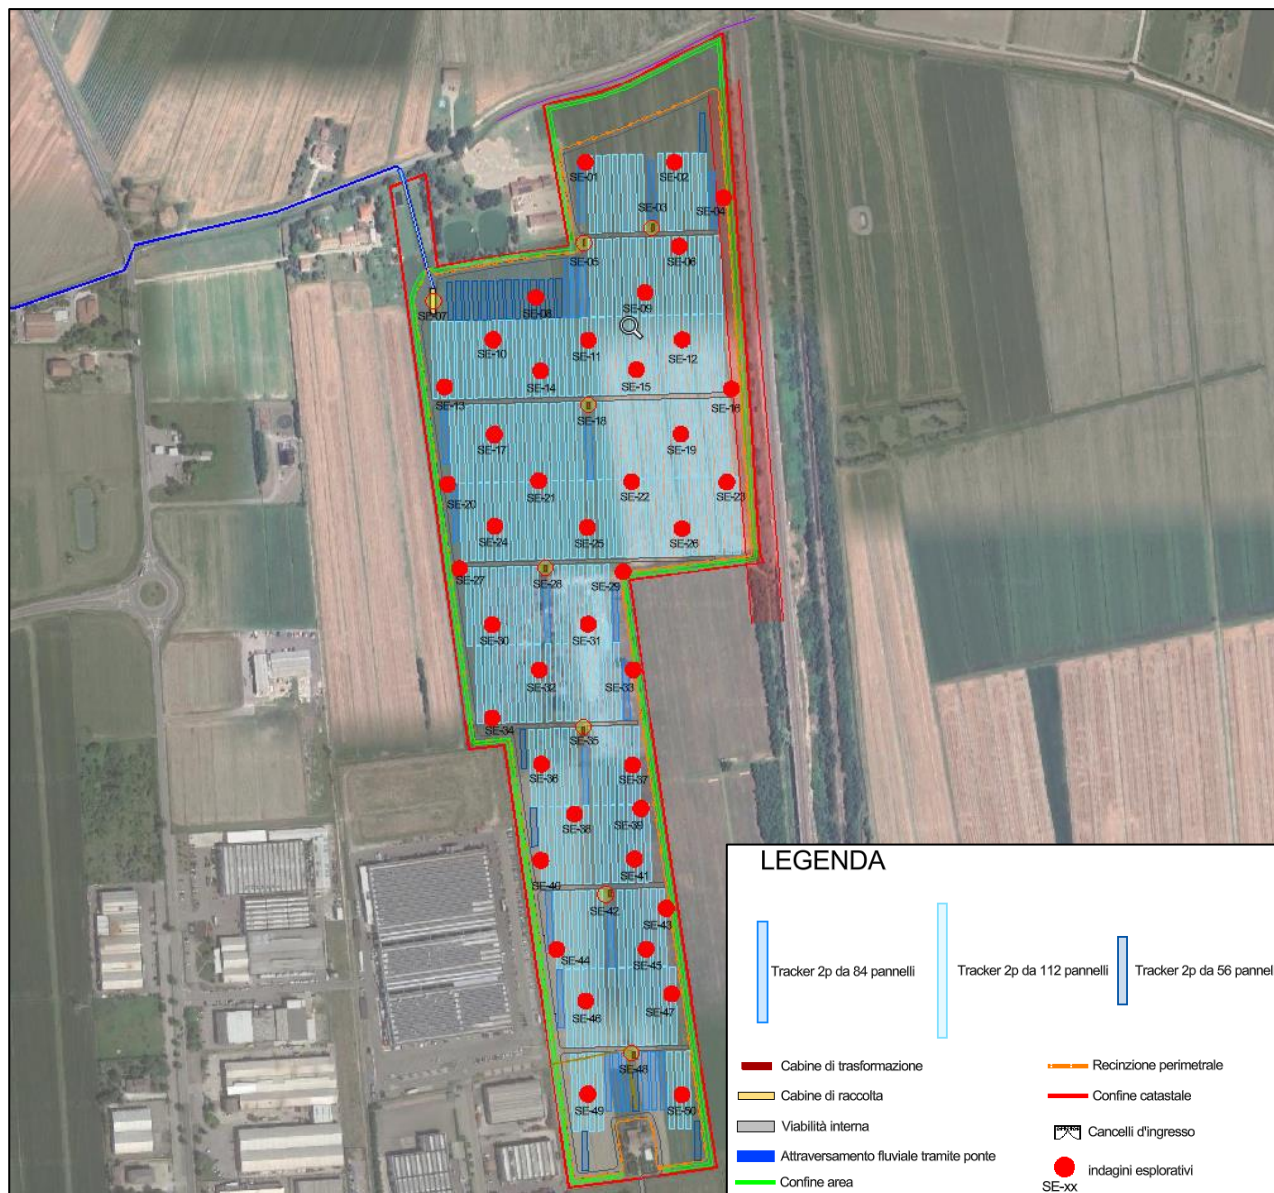 SE-01
SE-02
SE-03
SE-04
SE-05
SE-06
SE-07
SE-08
SE-09
SE-10
SE-11
SE-12
SE-13
SE-14
SE-15
SE-16
SE-17
SE-18
SE-19
SE-20
SE-21
SE-22
SE-23
SE-24
SE-25
SE-26
SE-27
SE-28
SE-29
SE-30
SE-31
SE-32
SE-33
SE-34
SE-35
SE-36
SE-37
SE-38
SE-39
SE-40
SE-41
SE-42
SE-43
SE-44
SE-45
SE-46
SE-47
SE-48
SE-49
SE-50
LEGENDA
Tracker 2p da 84 pannelli
Tracker 2p da 112 pannelli
Tracker 2p da 56 pannel
Cabine di trasformazione
Cabine di raccolta
Viabilità interna
Attraversamento fluviale tramite ponte
Confine area
Recinzione perimetrale
Confine catastale
Cancelli d'ingresso
indagini esplorativi
SE-xx